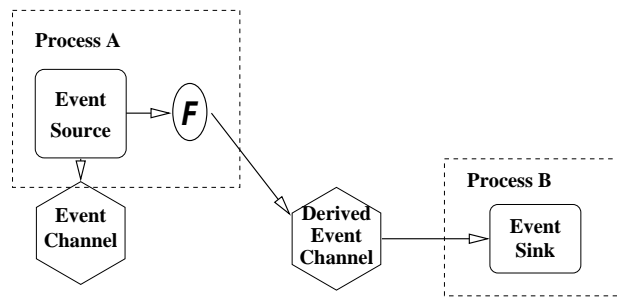 Process A
Event
Source
F
Event
Channel
Derived
Event
Channel
Process B
Event
Sink